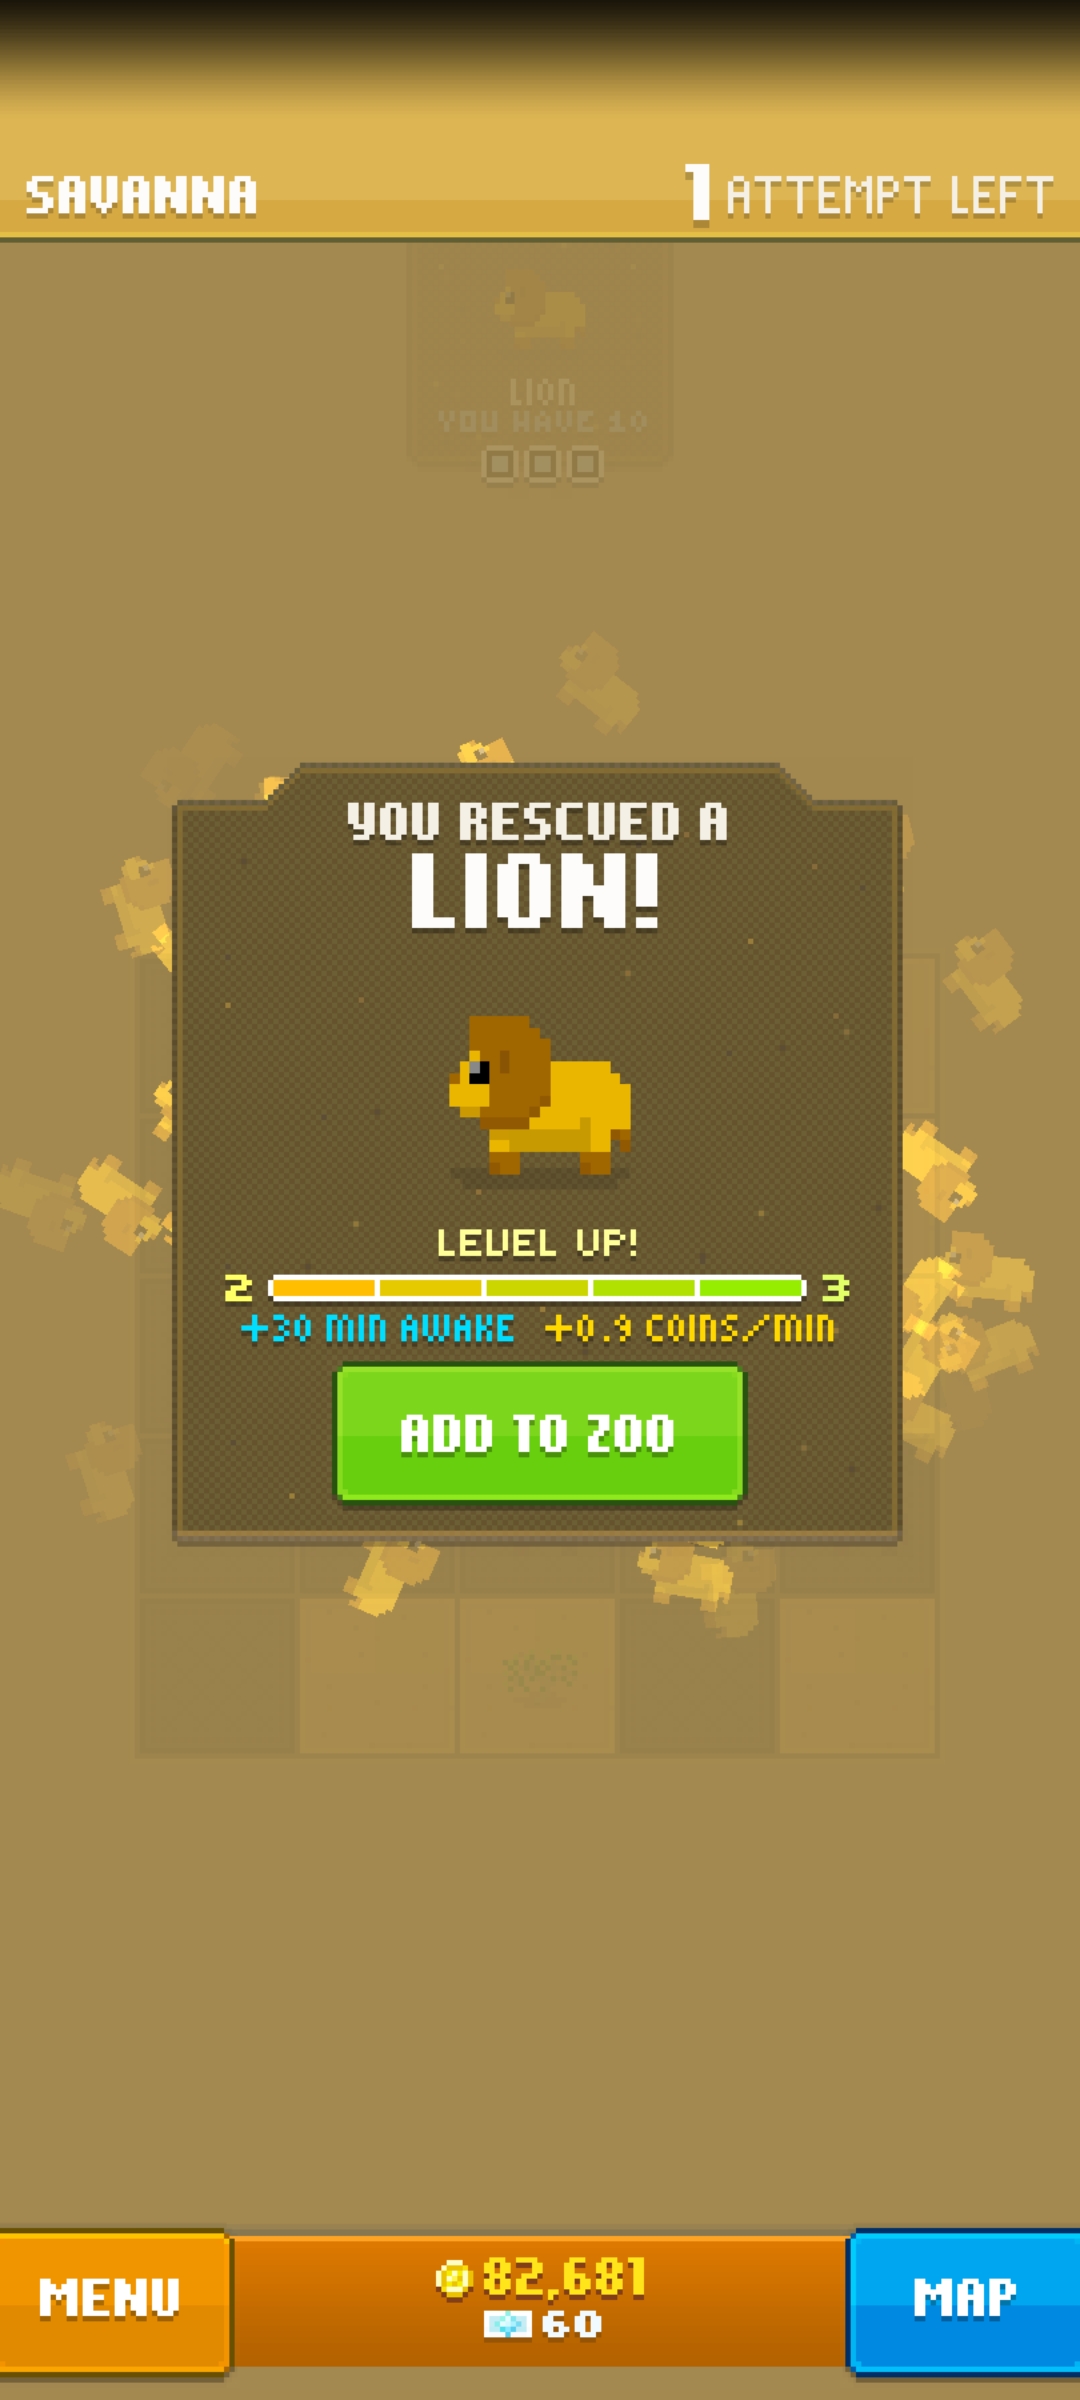 SAVANNA
1 ATTEMPT LEFT
LION
YOU HAVE 10
YOU RESCUED A
LION!
LEVEL UP!
2 3
+30 MIN AWAKE +0.9 COINS/MIN
ADD TO ZOO
MENU
82,681
60
MAP